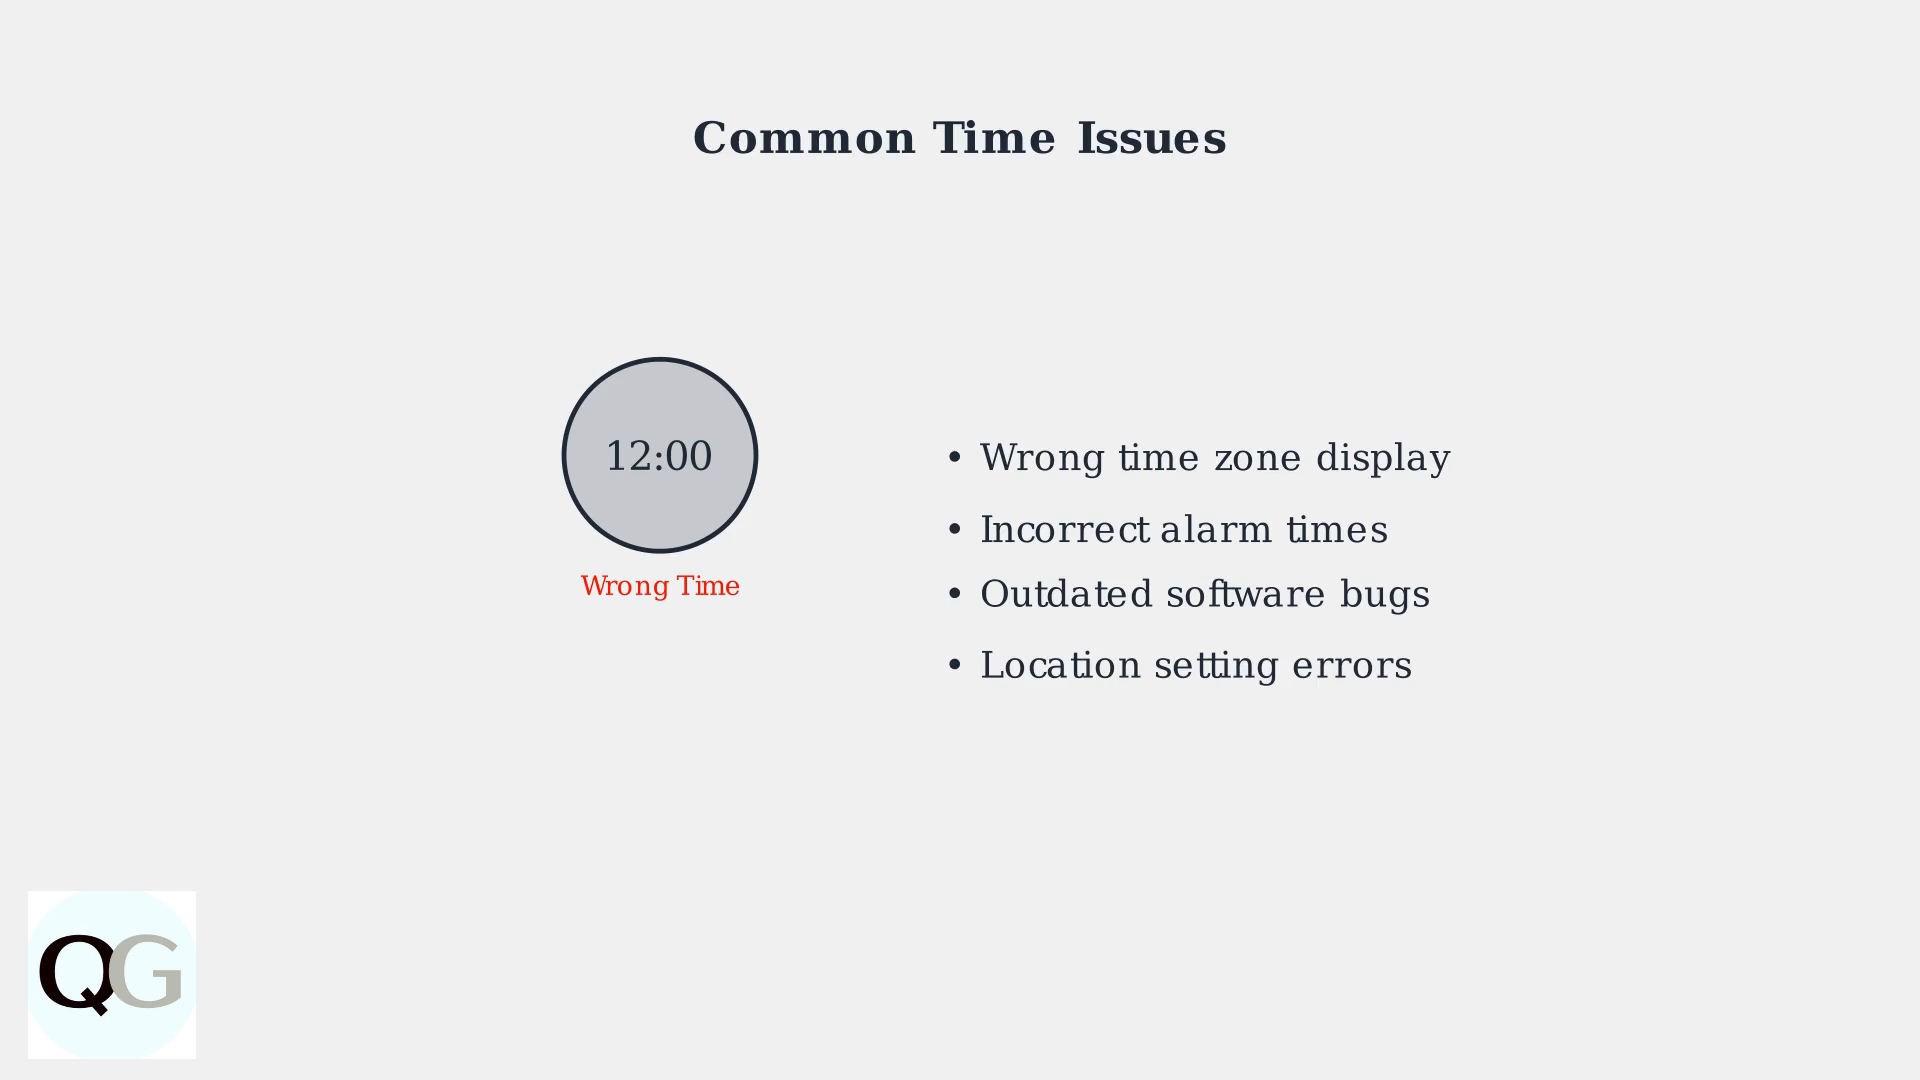 Common Time Issues
12:00
Wrong Time
• Wrong time zone display
• Incorrect alarm times
• Outdated software bugs
• Location setting errors
QG